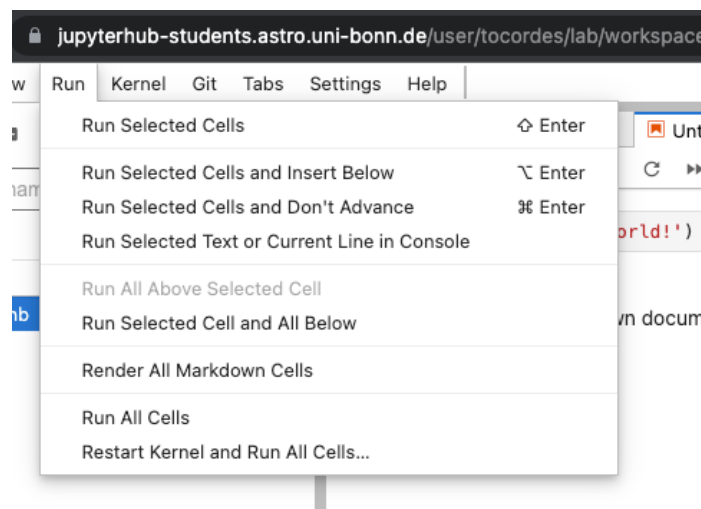 jupyterhub-students.astro.uni-bonn.de/user/tocordes/lab/workspace
w Run Kernel Git Tabs Settings Help
Run Selected Cells ⇧ Enter
Unt
Run Selected Cells and Insert Below ⌥ Enter
nam
Run Selected Cells and Don't Advance ⌘ Enter
Run Selected Text or Current Line in Console
orld!')
Run All Above Selected Cell
nb
Run Selected Cell and All Below
wn docum
Render All Markdown Cells
Run All Cells
Restart Kernel and Run All Cells...